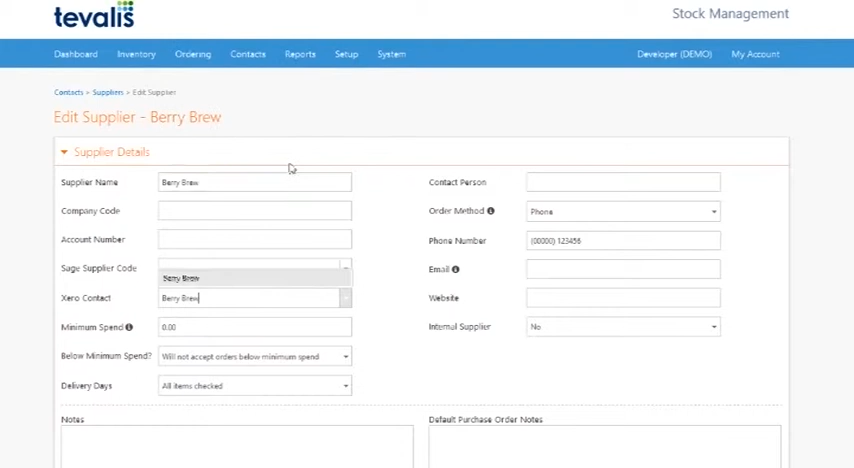 tevalis
Stock Management
Dashboard Inventory Ordering Contacts Reports Setup System Developer (DEMO) My Account
Contacts > Suppliers > Edit Supplier
Edit Supplier - Berry Brew
Supplier Details
Supplier Name Berry Brew Contact Person
Company Code Order Method Phone
Account Number Phone Number (00000) 123456
Sage Supplier Code Email
Berry Brew
Xero Contact Berry Brew Website
Minimum Spend 0.00 Internal Supplier No
Below Minimum Spend? Will not accept orders below minimum spend
Delivery Days All items checked
Notes Default Purchase Order Notes